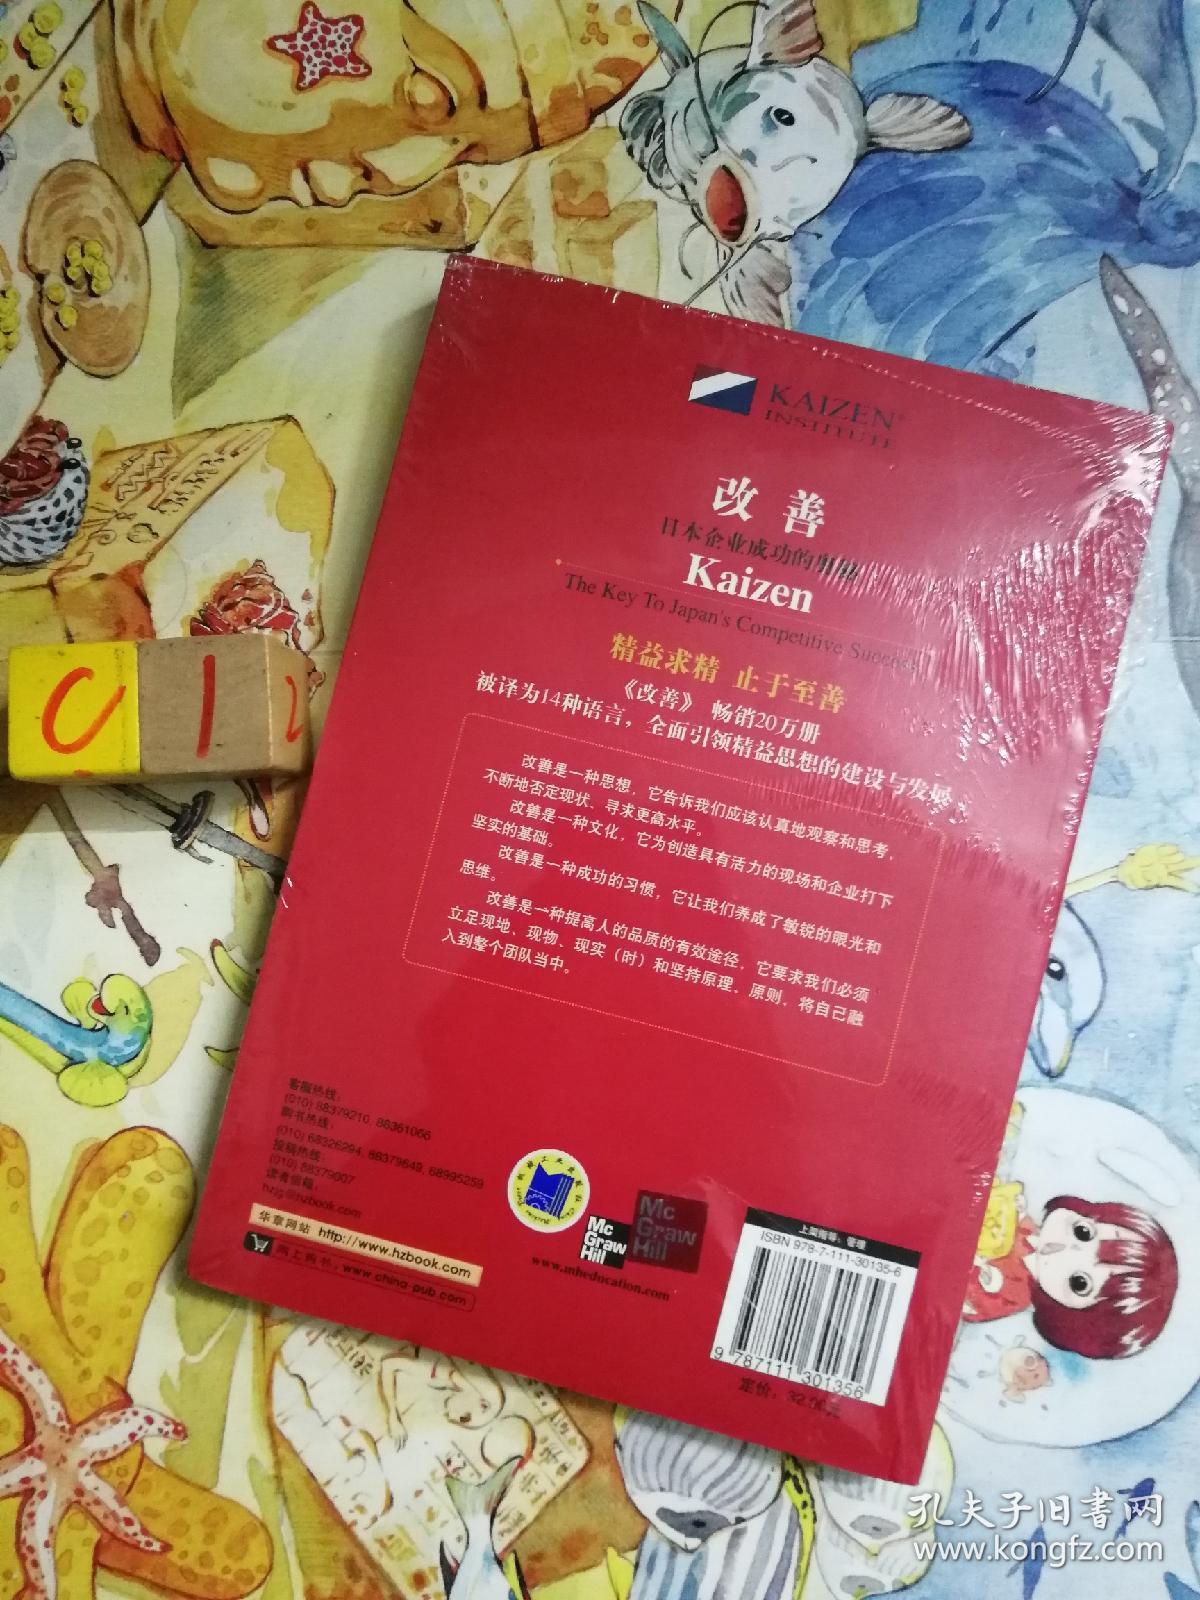 KAIZEN®
INSTITUTE
改善
日本企业成功的
Kaizen
The Key To Japan's Competitive Success
精益求精 止于至善
《改善》 畅销20万册
被译为14种语言，全面引领精益思想的建设与发展
改善是一种思想，它告诉我们应该认真地观察和思考，
不断地否定现状、寻求更高水平。
改善是一种文化，它为创造具有活力的现场和企业打下
坚实的基础。
改善是一种成功的习惯，它让我们养成了敏锐的眼光和
思维。
改善是一种提高人的品质的有效途径，它要求我们必须
立足现地、现物、现实（时）和坚持原理、原则，将自己融
入到整个团队当中。
客服热线：
(010) 88379210, 88361066
购书热线：
(010) 68326294, 88379649, 68995259
投稿热线：
(010) 88379007
读者信箱：
hzjg@hzbook.com
华章网站 http://www.hzbook.com
网上购书：www.china-pub.com
Mc
Graw
Hill
Mc
Graw
Hill
www.mheducation.com
上架指导：管理
ISBN 978-7-111-30135-6
9 787111 301356
定价：32.00元
0 1 2
孔夫子旧書网
www.kongfz.com